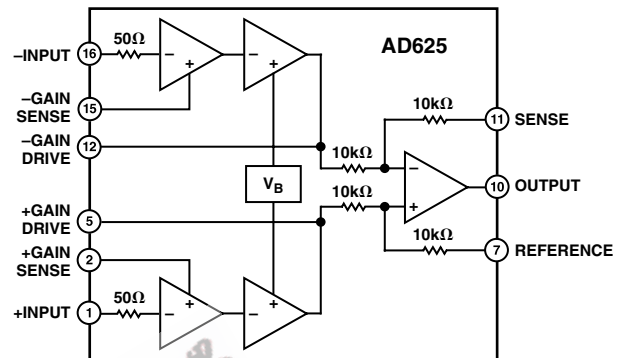 AD625
–INPUT
16
50Ω
–
+
–
+
–GAIN
SENSE
15
–GAIN
DRIVE
12
10kΩ
11
SENSE
10kΩ
–
+
10
OUTPUT
VB
10kΩ
+GAIN
DRIVE
5
10kΩ
7
REFERENCE
+GAIN
SENSE
2
+INPUT
1
50Ω
–
+
–
+